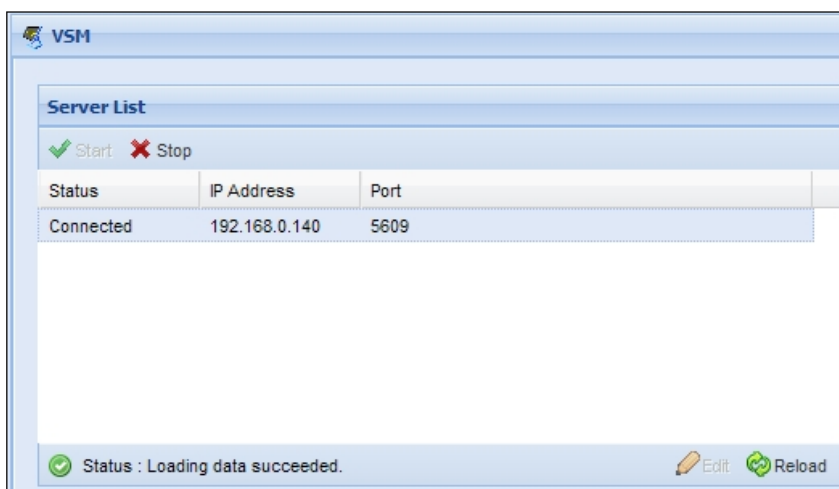 VSM
Server List
Start Stop
Status IP Address Port
Connected 192.168.0.140 5609
Status : Loading data succeeded. Edit Reload